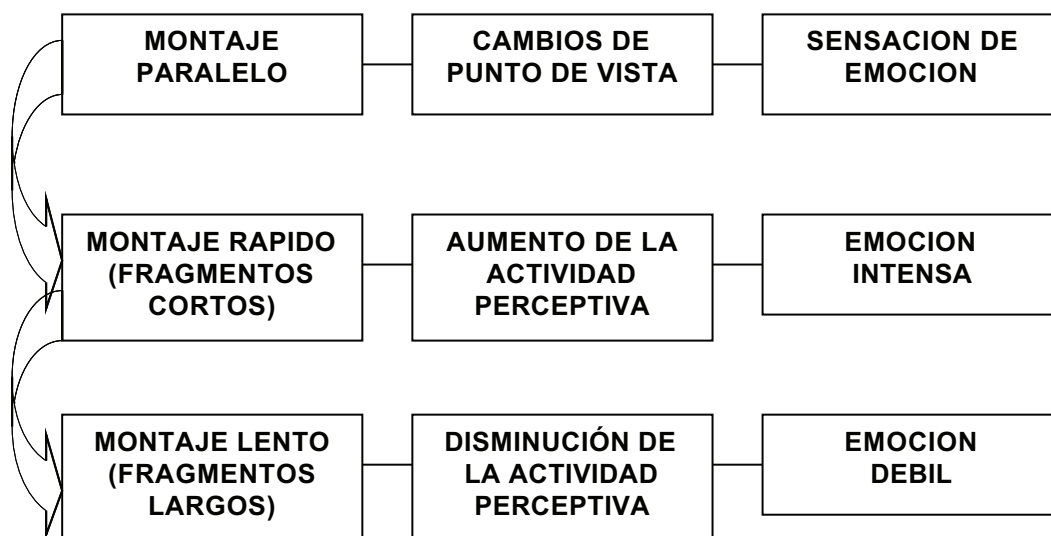 MONTAJE
PARALELO
CAMBIOS DE
PUNTO DE VISTA
SENSACION DE
EMOCION
MONTAJE RAPIDO
(FRAGMENTOS
CORTOS)
AUMENTO DE LA
ACTIVIDAD
PERCEPTIVA
EMOCION
INTENSA
MONTAJE LENTO
(FRAGMENTOS
LARGOS)
DISMINUCIÓN DE
LA ACTIVIDAD
PERCEPTIVA
EMOCION
DEBIL